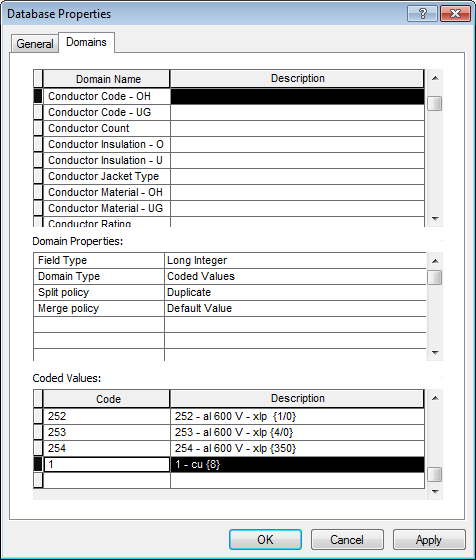 Database Properties
General Domains
Domain Name Description
Conductor Code - OH
Conductor Code - UG
Conductor Count
Conductor Insulation - O
Conductor Insulation - U
Conductor Jacket Type
Conductor Material - OH
Conductor Material - UG
Conductor Rating
Domain Properties:
Field Type Long Integer
Domain Type Coded Values
Split policy Duplicate
Merge policy Default Value
Coded Values:
Code Description
252 252 - al 600 V - xlp {1/0}
253 253 - al 600 V - xlp {4/0}
254 254 - al 600 V - xlp {350}
1 1 - cu {8}
OK Cancel Apply